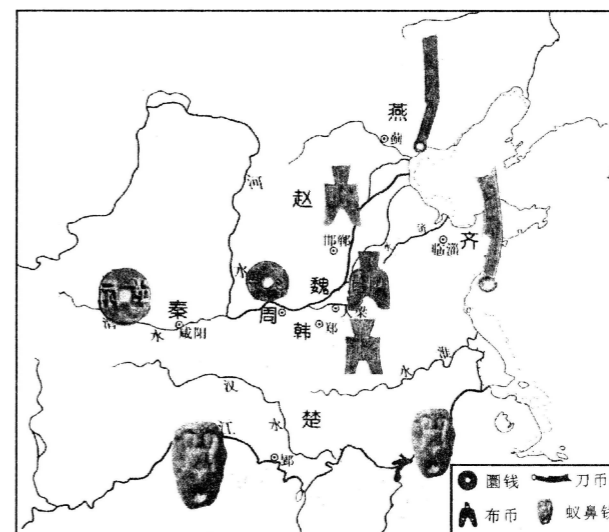 燕
蓟
河
赵
邯郸
济
水
齐
临淄
水
魏
大梁
秦
周
韩
郑
渭
水
咸阳
淮
水
汉
水
楚
江
郢
圜钱
刀币
布币
蚁鼻钱